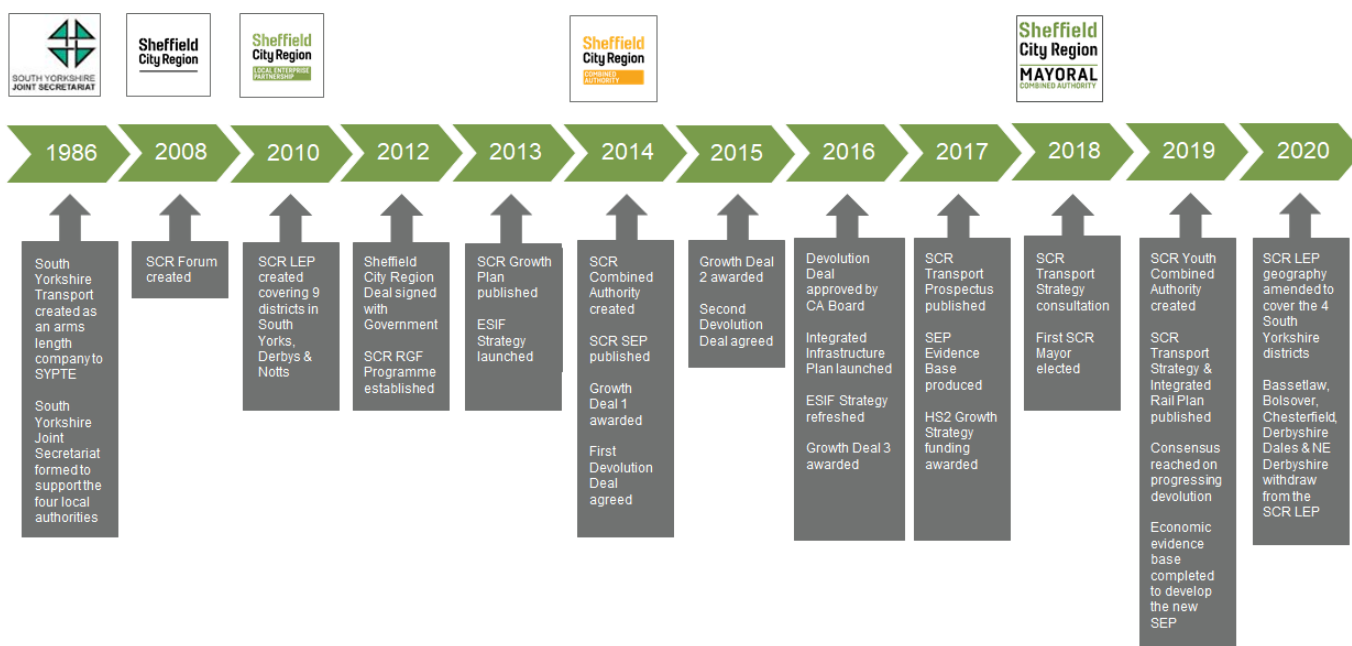 SOUTH YORKSHIRE
JOINT SECRETARIAT
Sheffield
City Region
Sheffield
City Region
LOCAL ENTERPRISE
PARTNERSHIP
Sheffield
City Region
COMBINED
AUTHORITY
Sheffield
City Region
MAYORAL
COMBINED AUTHORITY
1986
2008
2010
2012
2013
2014
2015
2016
2017
2018
2019
2020
South
Yorkshire
Transport
created as
an arms
length
company to
SYPTE
South
Yorkshire
Joint
Secretariat
formed to
support the
four local
authorities
SCR Forum
created
SCR LEP
created
covering 9
districts in
South
Yorks,
Derbys &
Notts
Sheffield
City Region
Deal signed
with
Government
SCR RGF
Programme
established
SCR Growth
Plan
published
ESIF
Strategy
launched
SCR
Combined
Authority
created
SCR SEP
published
Growth
Deal 1
awarded
First
Devolution
Deal
agreed
Growth Deal
2 awarded
Second
Devolution
Deal agreed
Devolution
Deal
approved by
CA Board
Integrated
Infrastructure
Plan launched
ESIF Strategy
refreshed
Growth Deal 3
awarded
SCR
Transport
Prospectus
published
SEP
Evidence
Base
produced
HS2 Growth
Strategy
funding
awarded
SCR
Transport
Strategy
consultation
First SCR
Mayor
elected
SCR Youth
Combined
Authority
created
SCR
Transport
Strategy &
Integrated
Rail Plan
published
Consensus
reached on
progressing
devolution
Economic
evidence
base
completed
to develop
the new
SEP
SCR LEP
geography
amended to
cover the 4
South
Yorkshire
districts
Bassetlaw,
Bolsover,
Chesterfield,
Derbyshire
Dales & NE
Derbyshire
withdraw
from the
SCR LEP